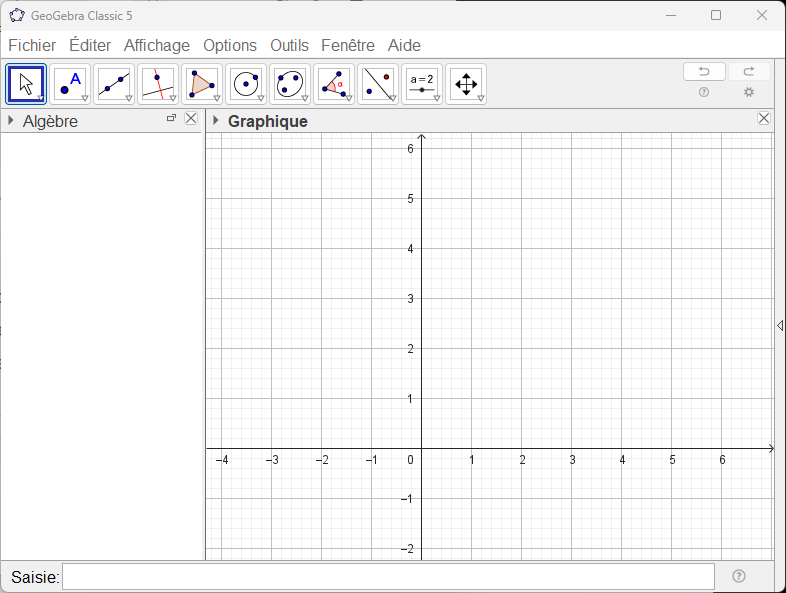 GeoGebra Classic 5
Fichier Éditer Affichage Options Outils Fenêtre Aide
A
α
a=2
Algèbre
Graphique
6
5
4
3
2
1
−4 −3 −2 −1 0 1 2 3 4 5 6
−1
−2
Saisie: